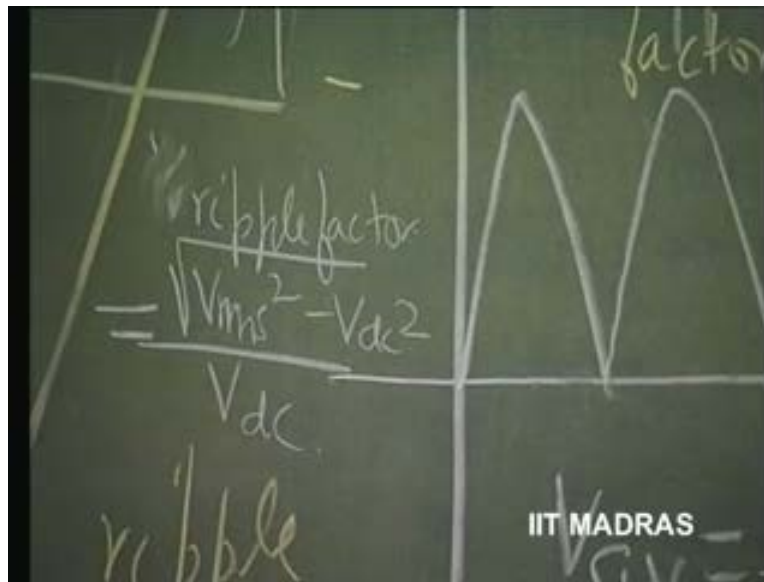 factor
ripple factor
= √Vrms² - Vdc²
Vdc
ripple
IIT MADRAS